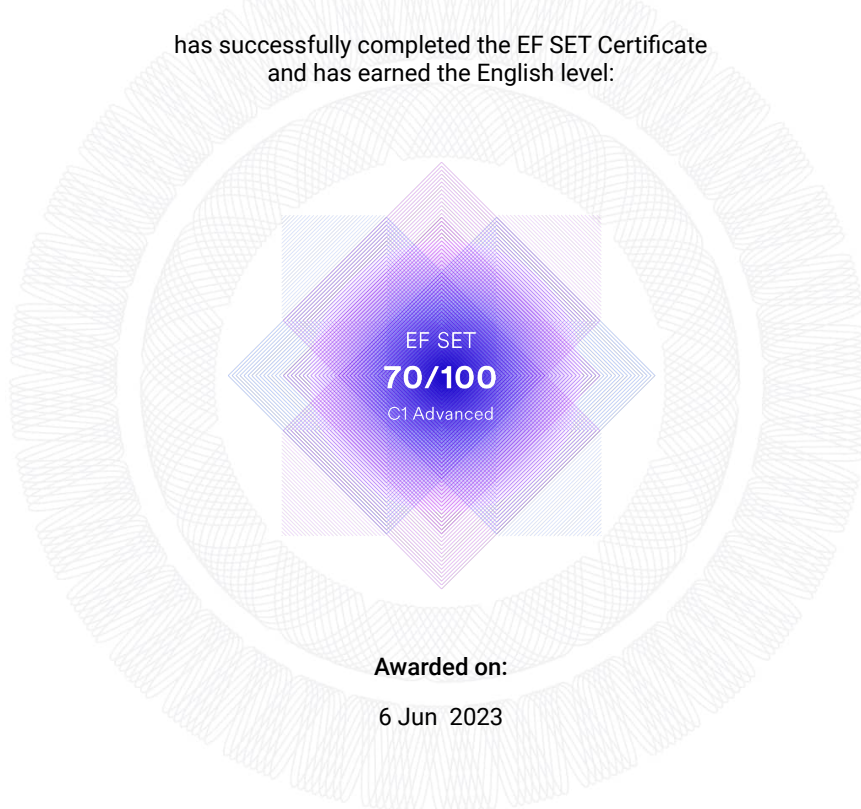 has successfully completed the EF SET Certificate
and has earned the English level:
EF SET
70/100
C1 Advanced
Awarded on:
6 Jun 2023